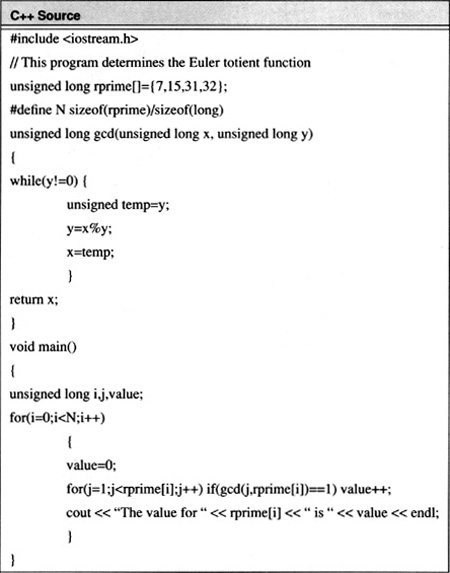 C++ Source
#include <iostream.h>
// This program determines the Euler totient function
unsigned long rprime[]={7,15,31,32};
#define N sizeof(rprime)/sizeof(long)
unsigned long gcd(unsigned long x, unsigned long y)
{
while(y!=0) {
unsigned temp=y;
y=x%y;
x=temp;
}
return x;
}
void main()
{
unsigned long i,j,value;
for(i=0;i<N;i++)
{
value=0;
for(j=1;j<rprime[i];j++) if(gcd(j,rprime[i])==1) value++;
cout << “The value for “ << rprime[i] << “ is “ << value << endl;
}
}